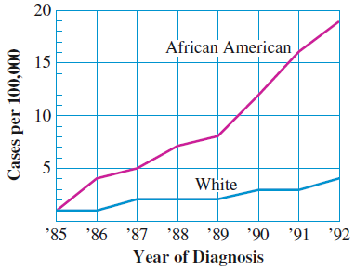 Cases per 100,000
20
15
10
5
African American
White
'85 '86 '87 '88 '89 '90 '91 '92
Year of Diagnosis